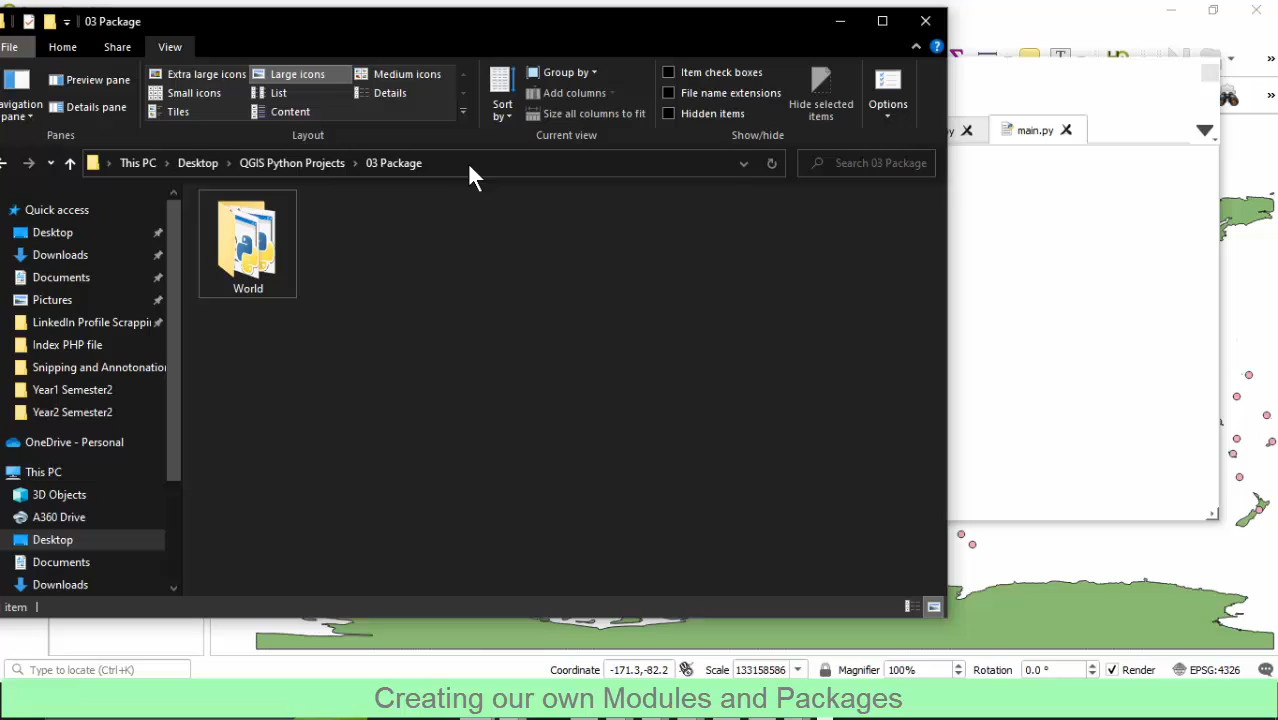 03 Package
File Home Share View
Preview pane
Details pane
Navigation pane
Panes
Extra large icons Large icons Medium icons
Small icons List Details
Tiles Content
Layout
Sort by
Group by
Add columns
Size all columns to fit
Current view
Item check boxes
File name extensions
Hidden items
Hide selected items
Show/hide
Options
This PC > Desktop > QGIS Python Projects > 03 Package
Search 03 Package
y main.py
Quick access
Desktop
Downloads
Documents
Pictures
LinkedIn Profile Scrappi
Index PHP file
Snipping and Annotonation
Year1 Semester2
Year2 Semester2
OneDrive - Personal
This PC
3D Objects
A360 Drive
Desktop
Documents
Downloads
World
item
Type to locate (Ctrl+K)
Coordinate -171.3,-82.2 Scale 133158586 Magnifier 100% Rotation 0.0 ° Render EPSG:4326
Creating our own Modules and Packages